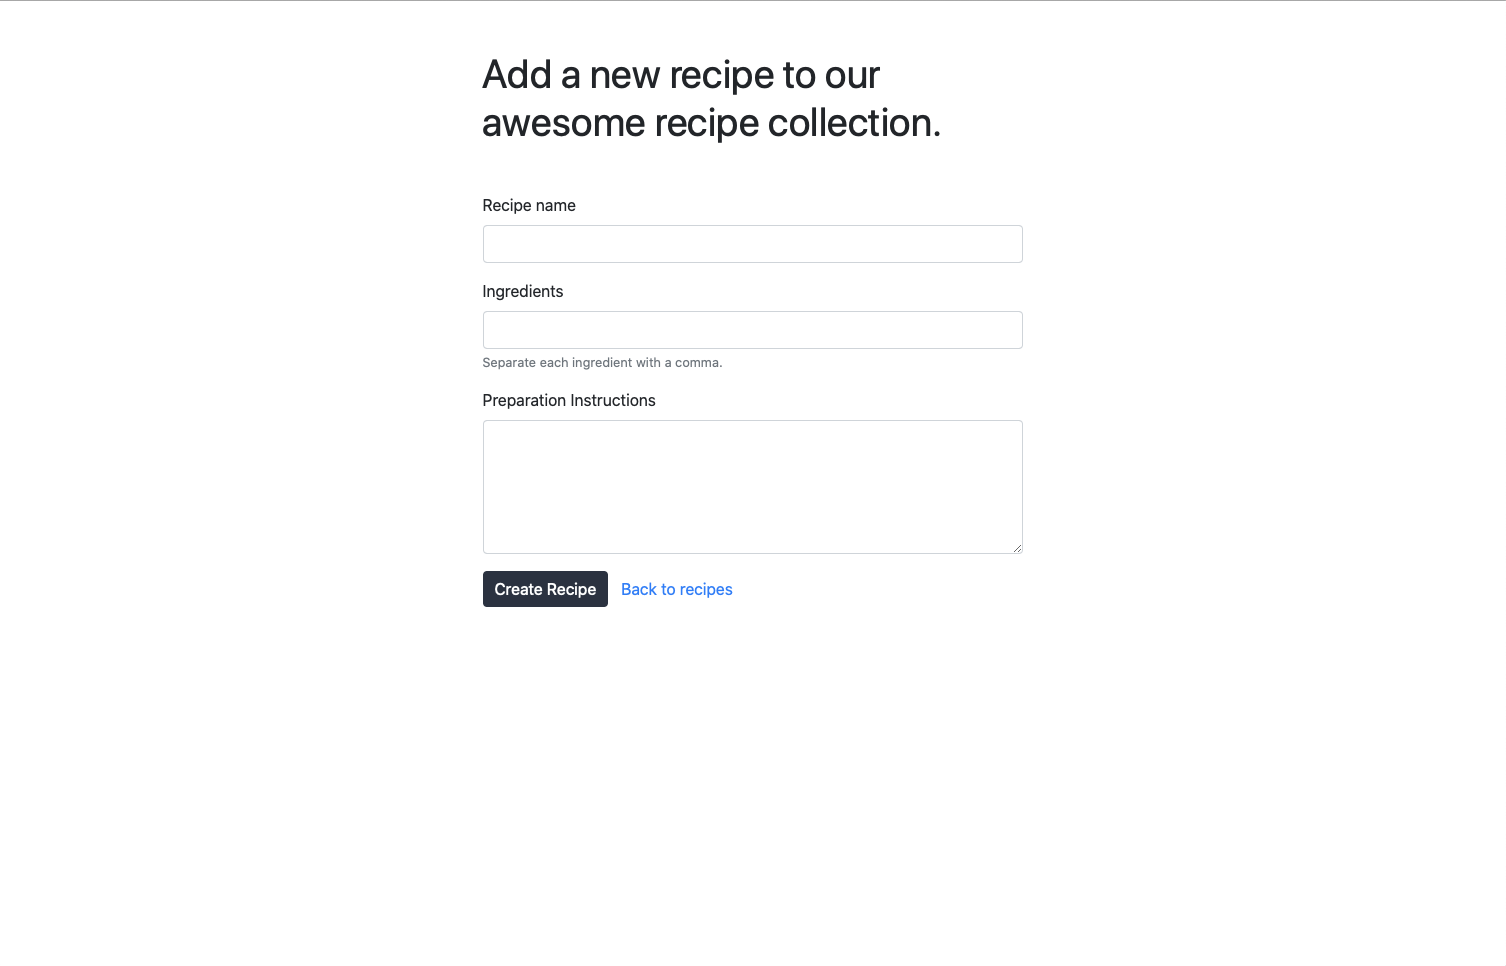 Add a new recipe to our
awesome recipe collection.
Recipe name
Ingredients
Separate each ingredient with a comma.
Preparation Instructions
Create Recipe Back to recipes